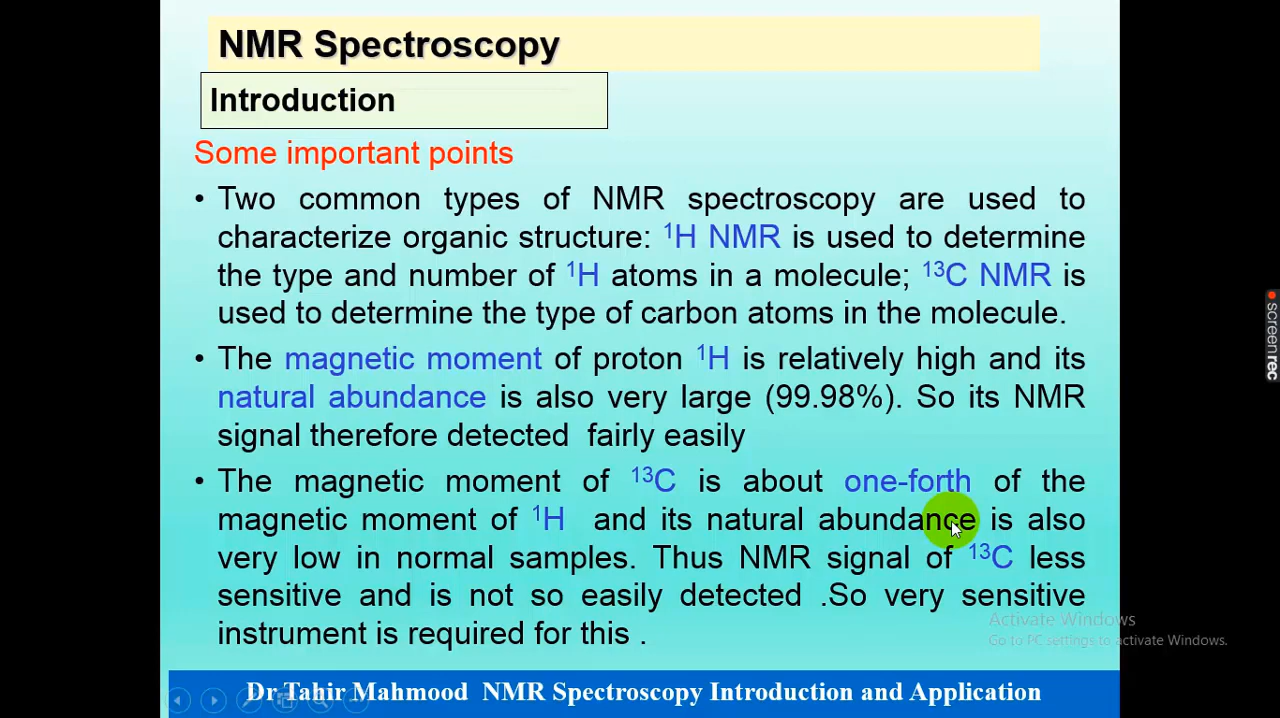 NMR Spectroscopy
Introduction
Some important points
• Two common types of NMR spectroscopy are used to
characterize organic structure: ¹H NMR is used to determine
the type and number of ¹H atoms in a molecule; ¹³C NMR is
used to determine the type of carbon atoms in the molecule.
• The magnetic moment of proton ¹H is relatively high and its
natural abundance is also very large (99.98%). So its NMR
signal therefore detected fairly easily
• The magnetic moment of ¹³C is about one-forth of the
magnetic moment of ¹H and its natural abundance is also
very low in normal samples. Thus NMR signal of ¹³C less
sensitive and is not so easily detected .So very sensitive
instrument is required for this .
Activate Windows
Go to PC settings to activate Windows.
Dr Tahir Mahmood NMR Spectroscopy Introduction and Application
screenrec